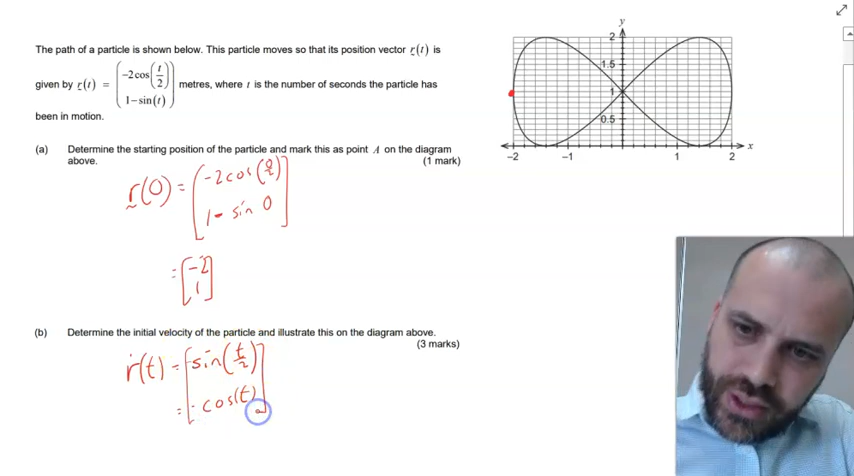 The path of a particle is shown below. This particle moves so that its position vector r(t) is
given by r(t) = (−2cos(t/2), 1−sin(t)) metres, where t is the number of seconds the particle has
been in motion.
(a) Determine the starting position of the particle and mark this as point A on the diagram
above. (1 mark)
r(0) = [−2cos(0/2)
1 − sin 0]
= [−2
1]
(b) Determine the initial velocity of the particle and illustrate this on the diagram above.
(3 marks)
ṙ(t) = [sin(t/2)
= −cos(t)]
y
2
1.5
1
0.5
−2 −1 1 2 x